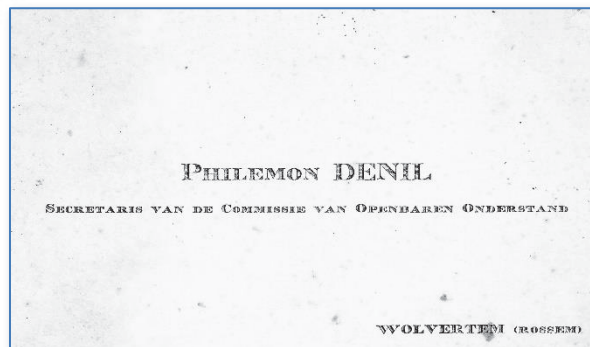 Philemon DENIL
Secretaris van de Commissie van Openbaren Onderstand
WOLVERTEM (ROSSEM)